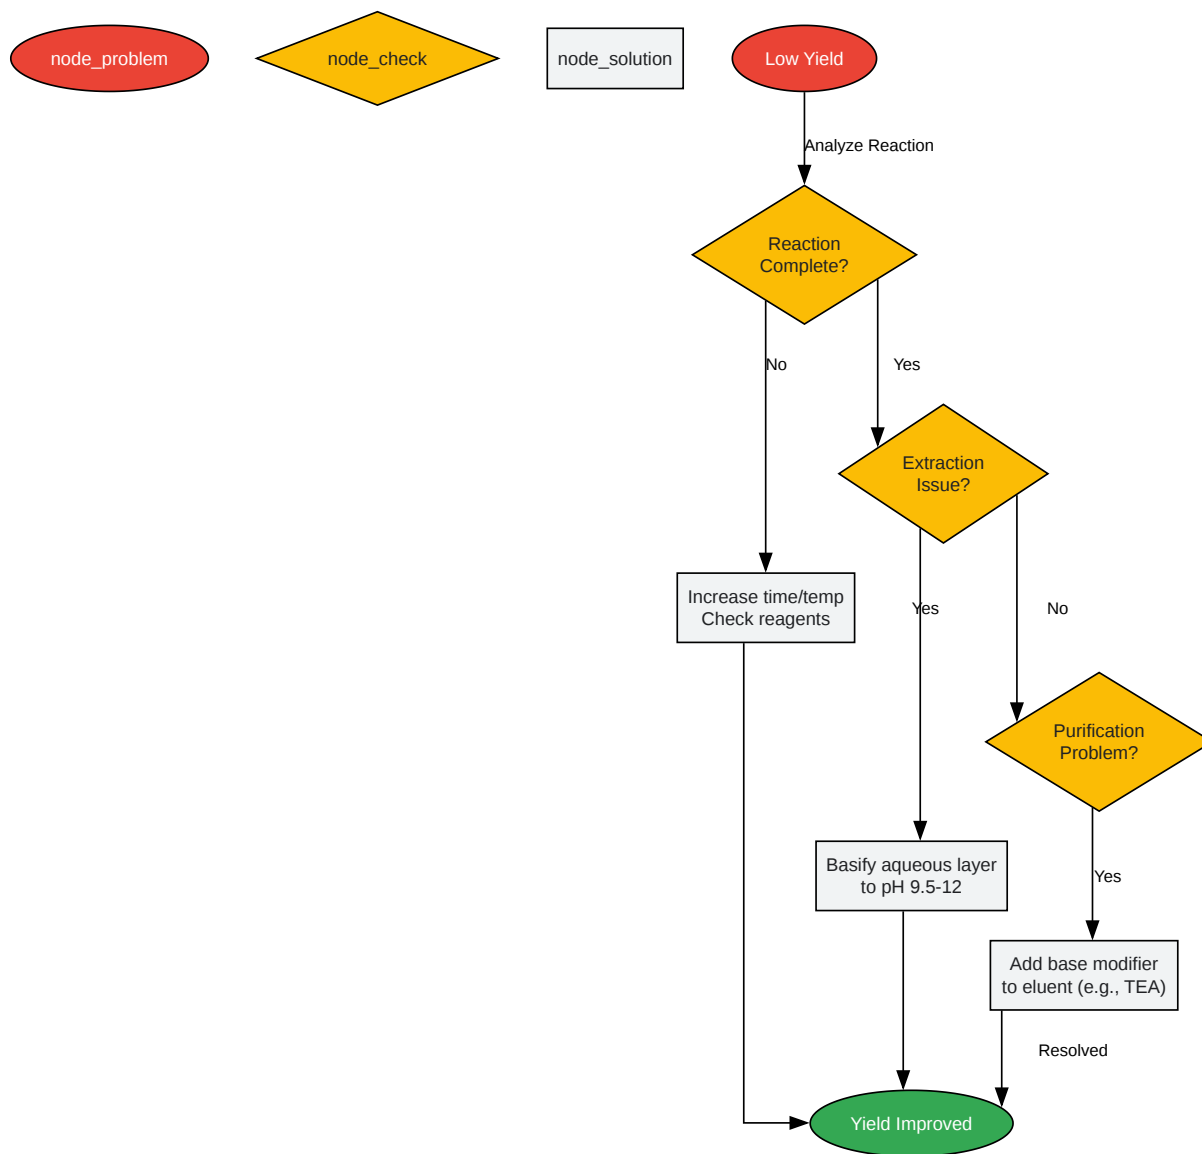 node_problem
node_check
node_solution
Low Yield
Analyze Reaction
Reaction
Complete?
No
Yes
Extraction
Issue?
Increase time/temp
Check reagents
Yes
No
Purification
Problem?
Basify aqueous layer
to pH 9.5-12
Yes
Add base modifier
to eluent (e.g., TEA)
Resolved
Yield Improved